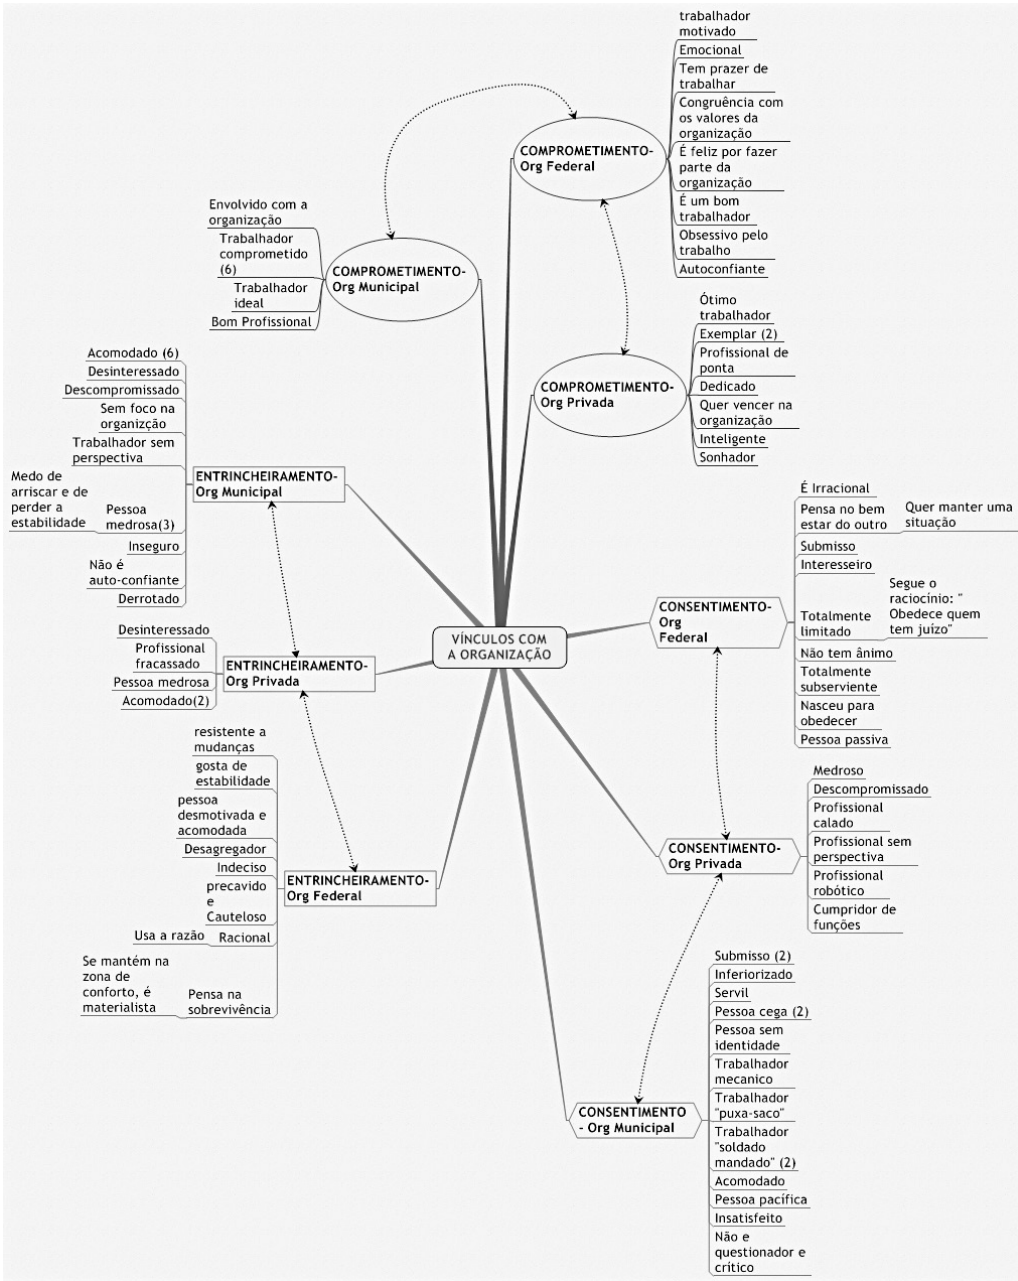 trabalhador
motivado
Emocional
Tem prazer de
trabalhar
Congruência com
os valores da
organização
É feliz por fazer
parte da
organização
É um bom
trabalhador
Obsessivo pelo
trabalho
Autoconfiante
COMPROMETIMENTO-
Org Federal
Envolvido com a
organização
Trabalhador
comprometido
(6)
Trabalhador
ideal
Bom Profissional
COMPROMETIMENTO-
Org Municipal
Ótimo
trabalhador
Exemplar (2)
Profissional de
ponta
Dedicado
Quer vencer na
organização
Inteligente
Sonhador
COMPROMETIMENTO-
Org Privada
Acomodado (6)
Desinteressado
Descompromissado
Sem foco na
organizção
Trabalhador sem
perspectiva
Medo de
arriscar e de
perder a
estabilidade
Pessoa
medrosa(3)
Inseguro
Não é
auto-confiante
Derrotado
ENTRINCHEIRAMENTO-
Org Municipal
É Irracional
Pensa no bem
estar do outro
Quer manter uma
situação
Submisso
Interesseiro
Totalmente
limitado
Segue o
raciocínio: "
Obedece quem
tem juízo"
Não tem ânimo
Totalmente
subserviente
Nasceu para
obedecer
Pessoa passiva
CONSENTIMENTO-
Org
Federal
VÍNCULOS COM
A ORGANIZAÇÃO
Desinteressado
Profissional
fracassado
Pessoa medrosa
Acomodado(2)
ENTRINCHEIRAMENTO-
Org Privada
resistente a
mudanças
gosta de
estabilidade
pessoa
desmotivada e
acomodada
Desagregador
Indeciso
precavido
e
Cauteloso
Usa a razão
Racional
Se mantém na
zona de
conforto, é
materialista
Pensa na
sobrevivência
ENTRINCHEIRAMENTO-
Org Federal
Medroso
Descompromissado
Profissional
calado
Profissional sem
perspectiva
Profissional
robótico
Cumpridor de
funções
CONSENTIMENTO-
Org Privada
Submisso (2)
Inferiorizado
Servil
Pessoa cega (2)
Pessoa sem
identidade
Trabalhador
mecanico
Trabalhador
"puxa-saco"
Trabalhador
"soldado
mandado" (2)
Acomodado
Pessoa pacífica
Insatisfeito
Não e
questionador e
crítico
CONSENTIMENTO
- Org Municipal